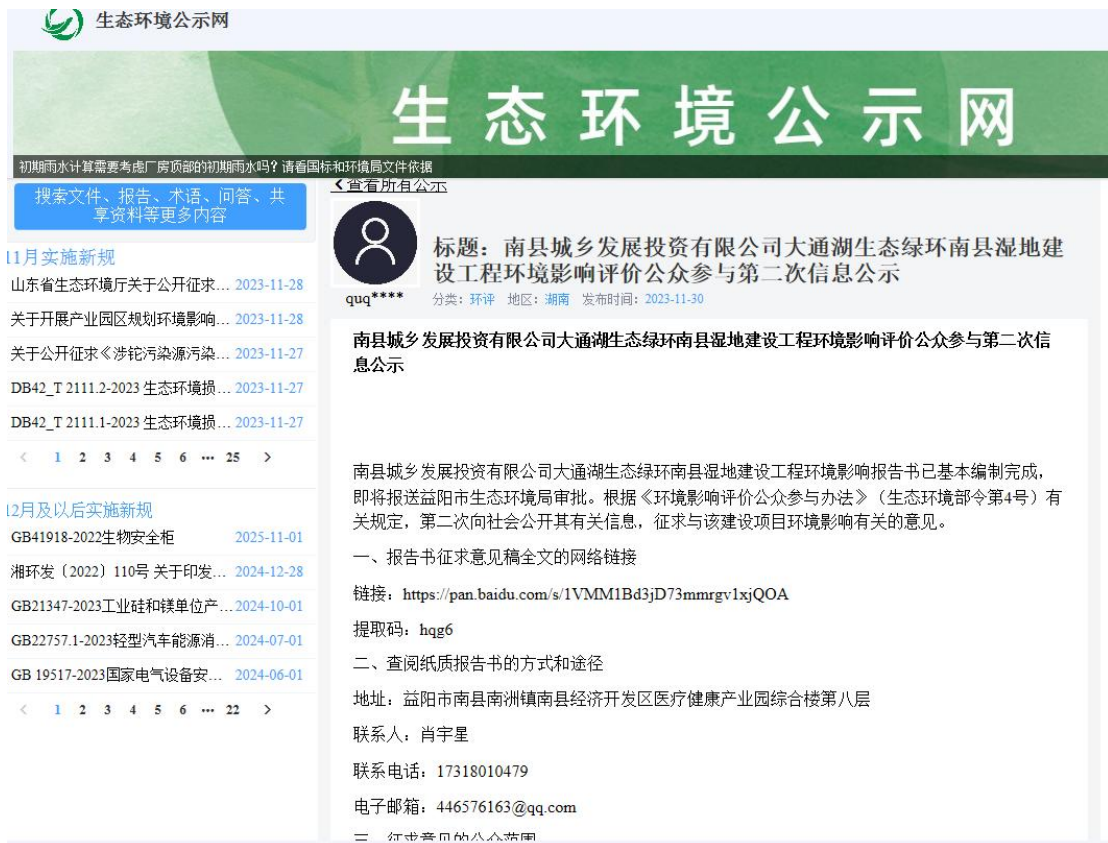 生态环境公示网
生态环境公示网
初期雨水计算需要考虑厂房顶部的初期雨水吗？请看国标和环境局文件依据
搜索文件、报告、术语、问答、共
享资料等更多内容
11月实施新规
山东省生态环境厅关于公开征求... 2023-11-28
关于开展产业园区规划环境影响... 2023-11-28
关于公开征求《涉铊污染源污染... 2023-11-27
DB42_T 2111.2-2023 生态环境损... 2023-11-27
DB42_T 2111.1-2023 生态环境损... 2023-11-27
< 1 2 3 4 5 6 ... 25 >
12月及以后实施新规
GB41918-2022生物安全柜 2025-11-01
湘环发〔2022〕110号 关于印发... 2024-12-28
GB21347-2023工业硅和镁单位产... 2024-10-01
GB22757.1-2023轻型汽车能源消... 2024-07-01
GB 19517-2023国家电气设备安... 2024-06-01
< 1 2 3 4 5 6 ... 22 >
<查看所有公示
quq****
标题：南县城乡发展投资有限公司大通湖生态绿环南县湿地建
设工程环境影响评价公众参与第二次信息公示
分类：环评 地区：湖南 发布时间：2023-11-30
南县城乡发展投资有限公司大通湖生态绿环南县湿地建设工程环境影响评价公众参与第二次信
息公示
南县城乡发展投资有限公司大通湖生态绿环南县湿地建设工程环境影响报告书已基本编制完成，
即将报送益阳市生态环境局审批。根据《环境影响评价公众参与办法》（生态环境部令第4号）有
关规定，第二次向社会公开其有关信息，征求与该建设项目环境影响有关的意见。
一、报告书征求意见稿全文的网络链接
链接：https://pan.baidu.com/s/1VMM1Bd3jD73mmrgv1xjQOA
提取码：hqg6
二、查阅纸质报告书的方式和途径
地址：益阳市南县南洲镇南县经济开发区医疗健康产业园综合楼第八层
联系人：肖宇星
联系电话：17318010479
电子邮箱：446576163@qq.com
三、征求意见的公众范围